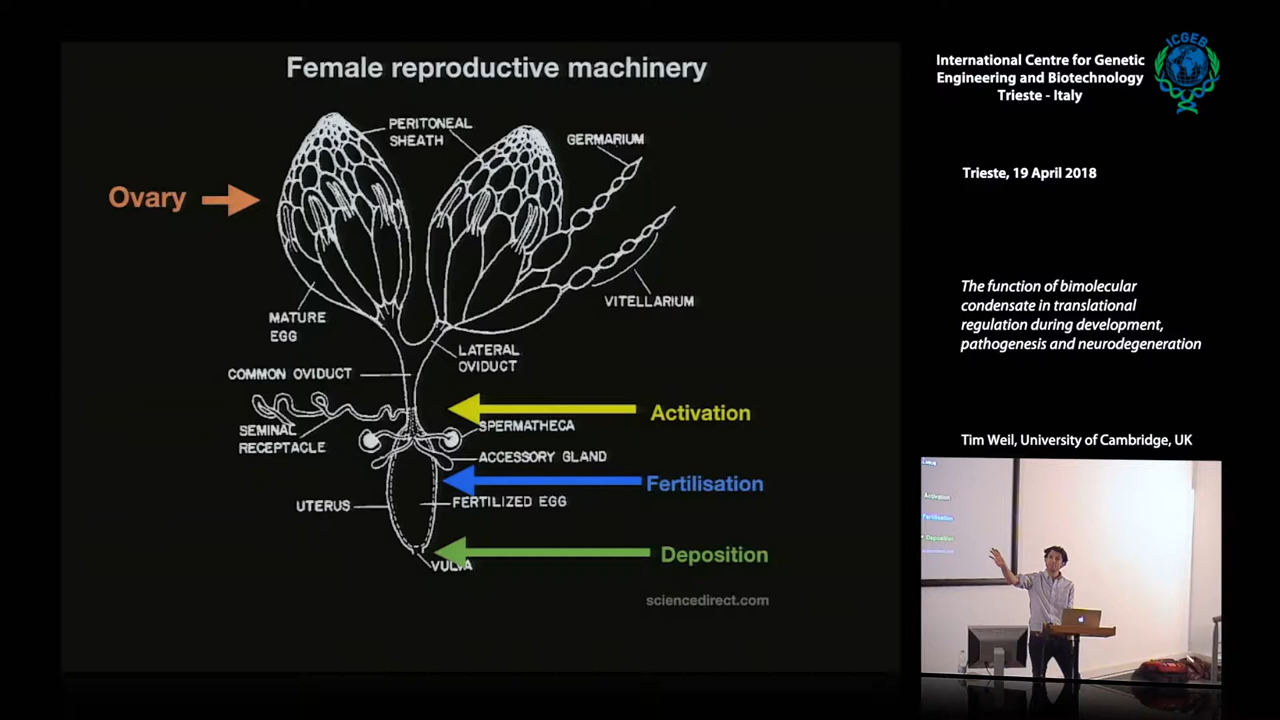 Female reproductive machinery
PERITONEAL
SHEATH
GERMARIUM
Ovary
VITELLARIUM
MATURE
EGG
LATERAL
OVIDUCT
COMMON OVIDUCT
Activation
SEMINAL
RECEPTACLE
SPERMATHECA
ACCESSORY GLAND
Fertilisation
UTERUS
FERTILIZED EGG
Deposition
VULVA
sciencedirect.com
ICGEB
International Centre for Genetic
Engineering and Biotechnology
Trieste - Italy
Trieste, 19 April 2018
The function of bimolecular
condensate in translational
regulation during development,
pathogenesis and neurodegeneration
Tim Weil, University of Cambridge, UK
Activation
Fertilisation
Deposition